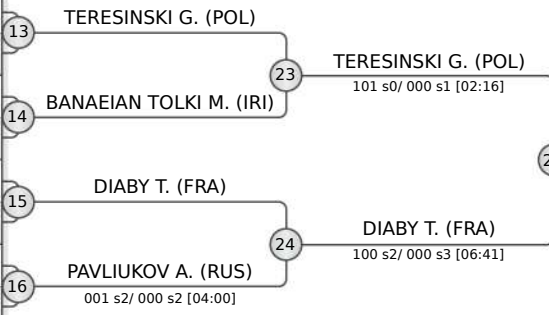 TERESINSKI G. (POL)
13
23
TERESINSKI G. (POL)
101 s0/ 000 s1 [02:16]
BANAEIAN TOLKI M. (IRI)
14
DIABY T. (FRA)
15
24
DIABY T. (FRA)
100 s2/ 000 s3 [06:41]
PAVLIUKOV A. (RUS)
16
001 s2/ 000 s2 [04:00]